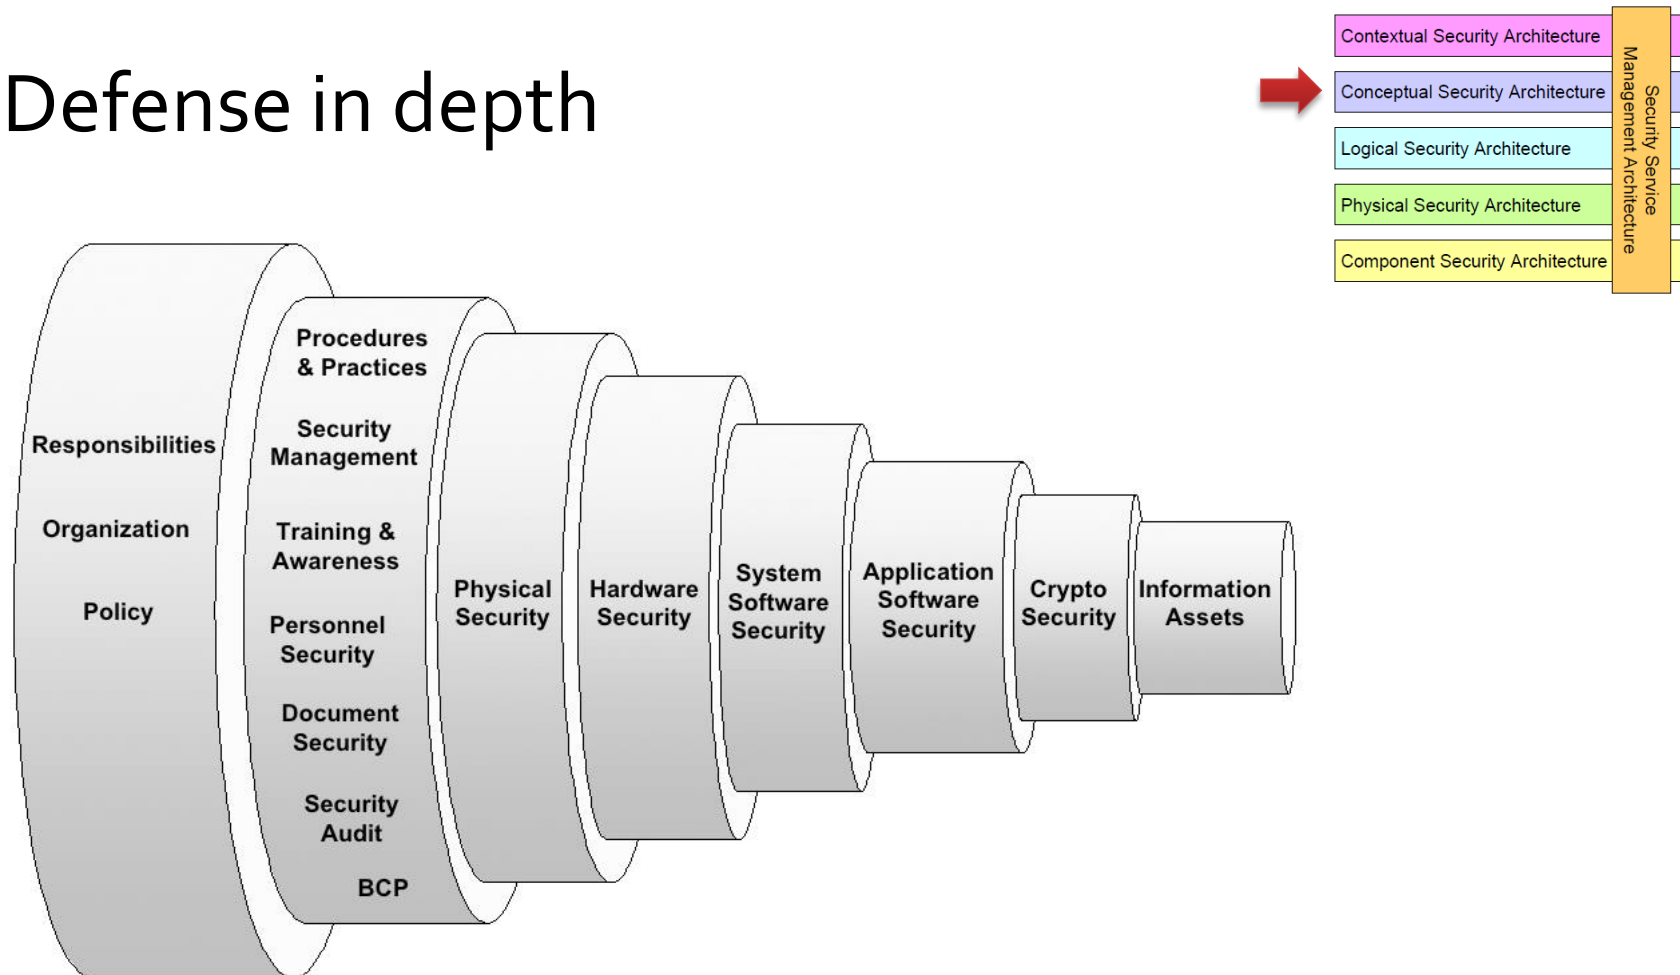 Defense in depth
Contextual Security Architecture
Conceptual Security Architecture
Logical Security Architecture
Physical Security Architecture
Component Security Architecture
Security Service
Management Architecture
Responsibilities
Organization
Policy
Procedures
& Practices
Security
Management
Training &
Awareness
Personnel
Security
Document
Security
Security
Audit
BCP
Physical
Security
Hardware
Security
System
Software
Security
Application
Software
Security
Crypto
Security
Information
Assets